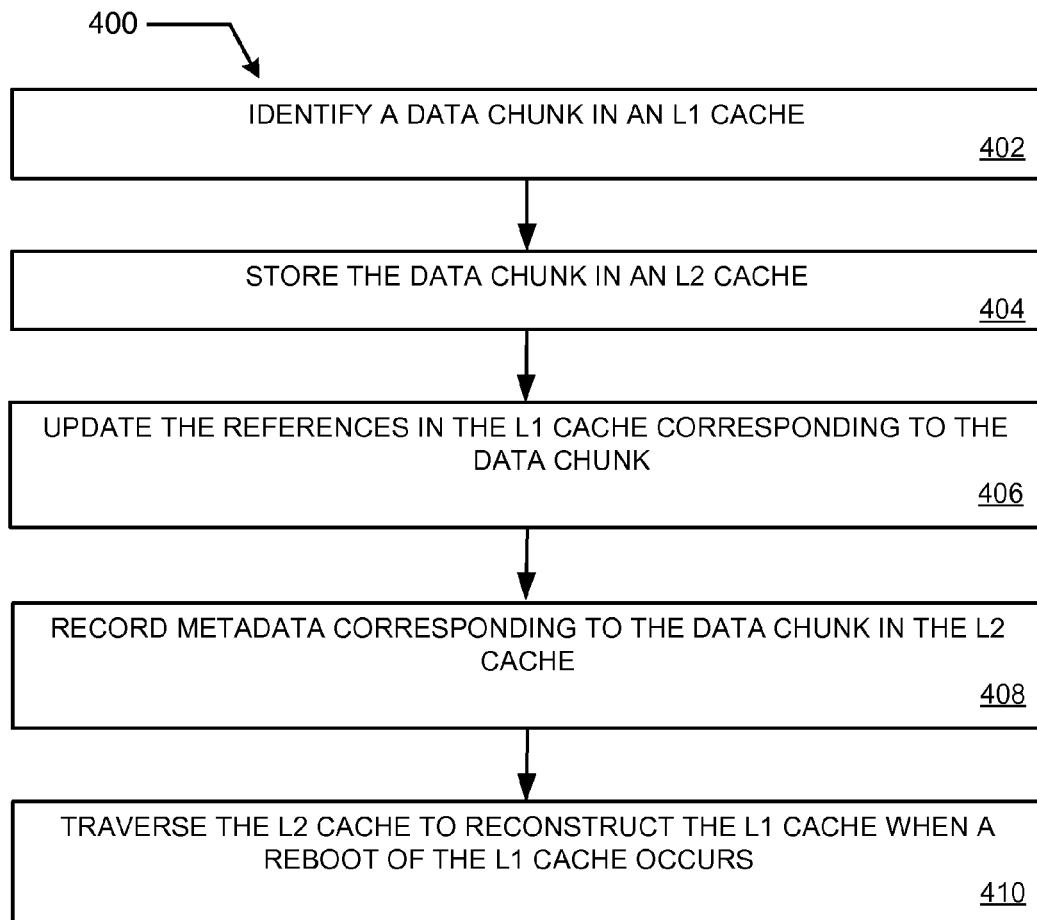 400
IDENTIFY A DATA CHUNK IN AN L1 CACHE
402
STORE THE DATA CHUNK IN AN L2 CACHE
404
UPDATE THE REFERENCES IN THE L1 CACHE CORRESPONDING TO THE
DATA CHUNK
406
RECORD METADATA CORRESPONDING TO THE DATA CHUNK IN THE L2
CACHE
408
TRAVERSE THE L2 CACHE TO RECONSTRUCT THE L1 CACHE WHEN A
REBOOT OF THE L1 CACHE OCCURS
410